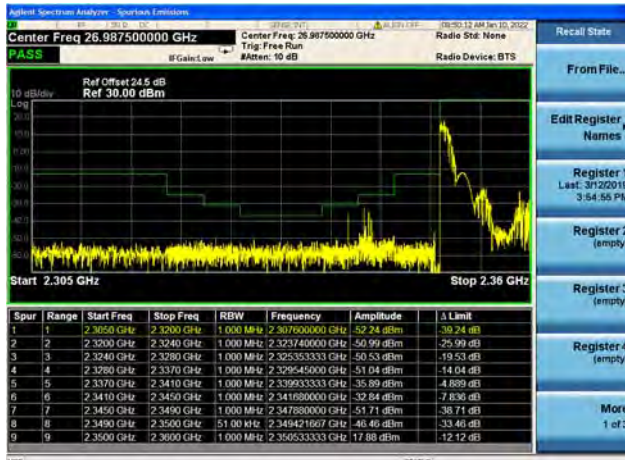 Agilent Spectrum Analyzer - Spurious Emissions
RF 50 Ω DC SENSE:INT ALIGN OFF 08:50:12 AM Jan 10, 2022
Center Freq 26.987500000 GHz
Center Freq: 26.987500000 GHz
Radio Std: None
Trig: Free Run
PASS
IFGain:Low
#Atten: 10 dB
Radio Device: BTS
Ref Offset 24.5 dB
10 dB/div Ref 30.00 dBm
Log
Start 2.305 GHz
Stop 2.36 GHz
Spur Range Start Freq Stop Freq RBW Frequency Amplitude Δ Limit
1 1 2.3050 GHz 2.3200 GHz 1.000 MHz 2.307600000 GHz -52.24 dBm -39.24 dB
2 2 2.3200 GHz 2.3240 GHz 1.000 MHz 2.323740000 GHz -50.99 dBm -25.99 dB
3 3 2.3240 GHz 2.3280 GHz 1.000 MHz 2.325353333 GHz -50.53 dBm -19.53 dB
4 4 2.3280 GHz 2.3370 GHz 1.000 MHz 2.329545000 GHz -51.04 dBm -14.04 dB
5 5 2.3370 GHz 2.3410 GHz 1.000 MHz 2.339933333 GHz -35.89 dBm -4.889 dB
6 6 2.3410 GHz 2.3450 GHz 1.000 MHz 2.341680000 GHz -32.84 dBm -7.836 dB
7 7 2.3450 GHz 2.3490 GHz 1.000 MHz 2.347880000 GHz -51.71 dBm -38.71 dB
8 8 2.3490 GHz 2.3500 GHz 51.00 kHz 2.349421667 GHz -46.46 dBm -33.46 dB
9 9 2.3500 GHz 2.3600 GHz 1.000 MHz 2.350533333 GHz 17.88 dBm -12.12 dB
Recall State
From File..
Edit Register
Names
Register 1
Last: 3/12/2019
3:54:55 PM
Register 2
(empty
Register 3
(empty
Register 4
(empty
More
1 of 3